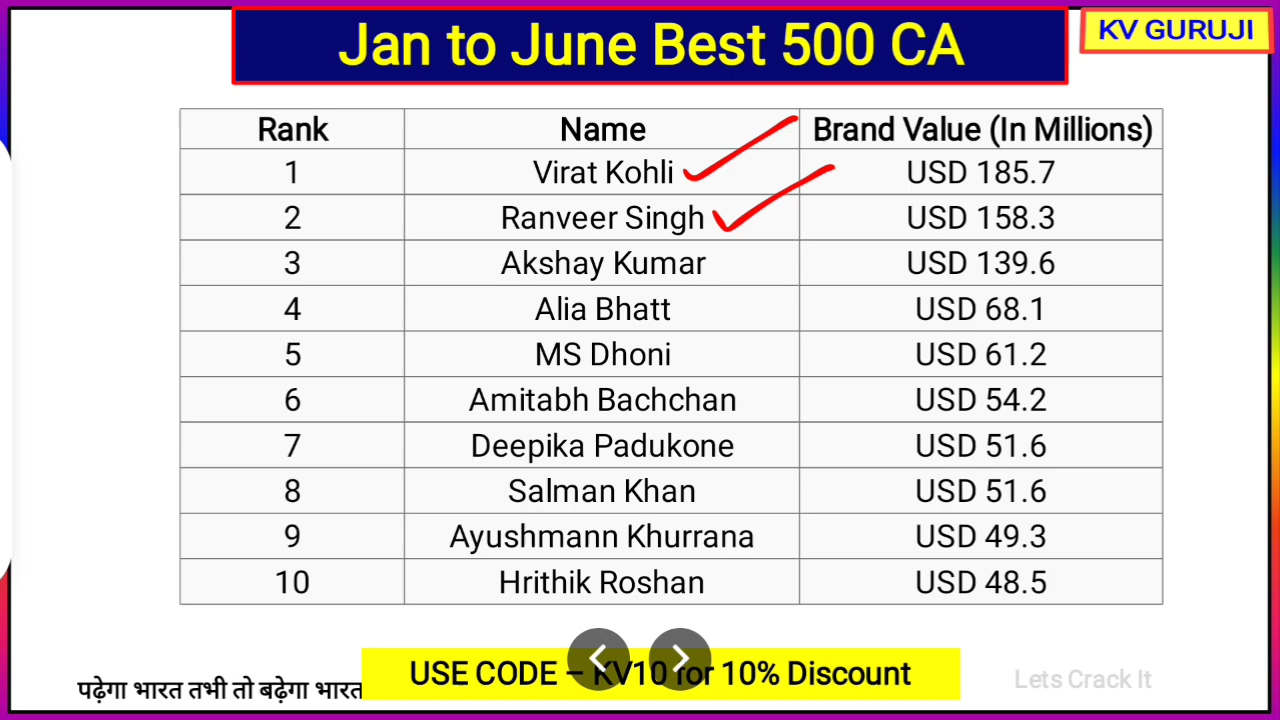 Jan to June Best 500 CA
KV GURUJI
Rank Name Brand Value (In Millions)
1 Virat Kohli USD 185.7
2 Ranveer Singh USD 158.3
3 Akshay Kumar USD 139.6
4 Alia Bhatt USD 68.1
5 MS Dhoni USD 61.2
6 Amitabh Bachchan USD 54.2
7 Deepika Padukone USD 51.6
8 Salman Khan USD 51.6
9 Ayushmann Khurrana USD 49.3
10 Hrithik Roshan USD 48.5
USE CODE – KV10 for 10% Discount
पढ़ेगा भारत तभी तो बढ़ेगा भारत
Lets Crack It